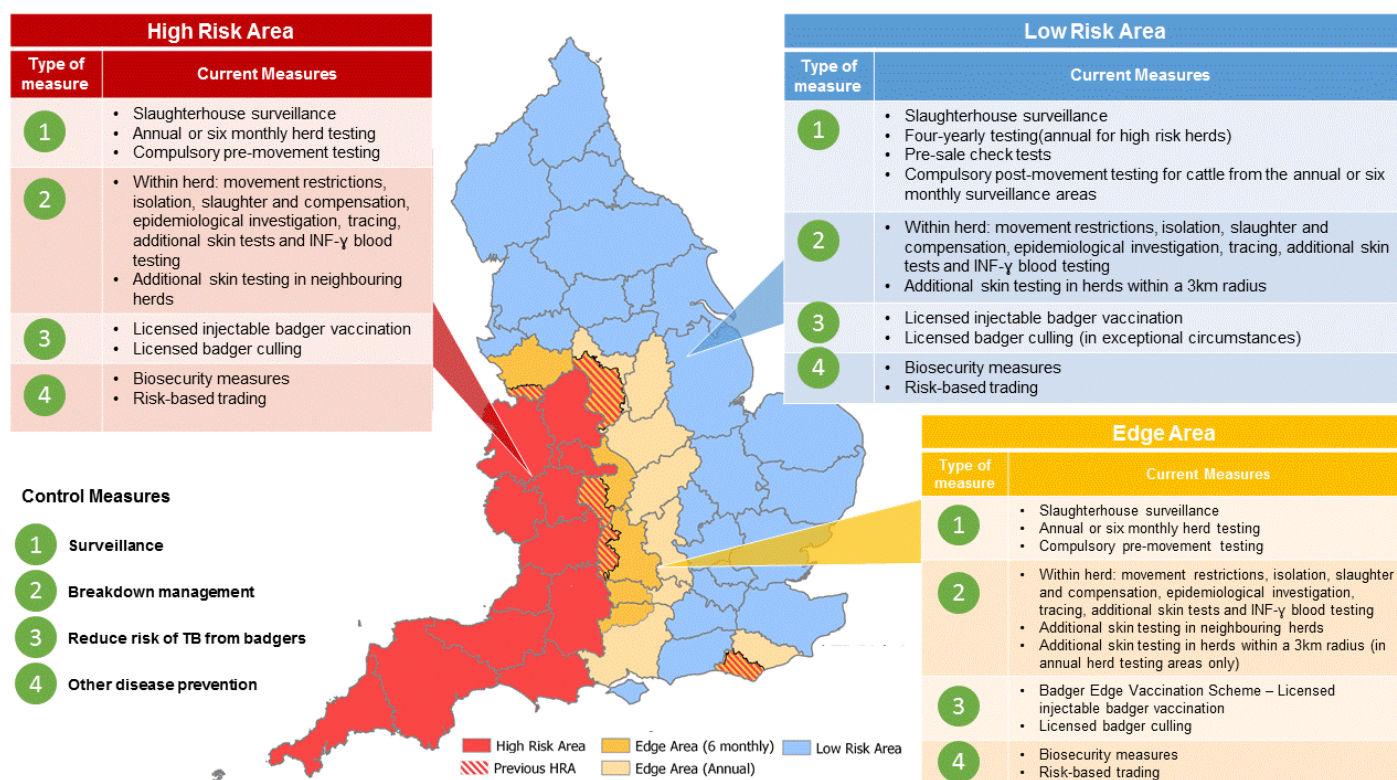 High Risk Area
Type of
measure
Current Measures
1
• Slaughterhouse surveillance
• Annual or six monthly herd testing
• Compulsory pre-movement testing
2
• Within herd: movement restrictions,
isolation, slaughter and compensation,
epidemiological investigation, tracing,
additional skin tests and INF-ɣ blood
testing
• Additional skin testing in neighbouring
herds
3
• Licensed injectable badger vaccination
• Licensed badger culling
4
• Biosecurity measures
• Risk-based trading
Low Risk Area
Type of
measure
Current Measures
1
• Slaughterhouse surveillance
• Four-yearly testing(annual for high risk herds)
• Pre-sale check tests
• Compulsory post-movement testing for cattle from the annual or six
monthly surveillance areas
2
• Within herd: movement restrictions, isolation, slaughter and
compensation, epidemiological investigation, tracing, additional skin
tests and INF-ɣ blood testing
• Additional skin testing in herds within a 3km radius
3
• Licensed injectable badger vaccination
• Licensed badger culling (in exceptional circumstances)
4
• Biosecurity measures
• Risk-based trading
Edge Area
Type of
measure
Current Measures
1
• Slaughterhouse surveillance
• Annual or six monthly herd testing
• Compulsory pre-movement testing
2
• Within herd: movement restrictions, isolation, slaughter
and compensation, epidemiological investigation,
tracing, additional skin tests and INF-ɣ blood testing
• Additional skin testing in neighbouring herds
• Additional skin testing in herds within a 3km radius (in
annual herd testing areas only)
3
• Badger Edge Vaccination Scheme – Licensed
injectable badger vaccination
• Licensed badger culling
4
• Biosecurity measures
• Risk-based trading
Control Measures
1 Surveillance
2 Breakdown management
3 Reduce risk of TB from badgers
4 Other disease prevention
High Risk Area
Previous HRA
Edge Area (6 monthly)
Edge Area (Annual)
Low Risk Area